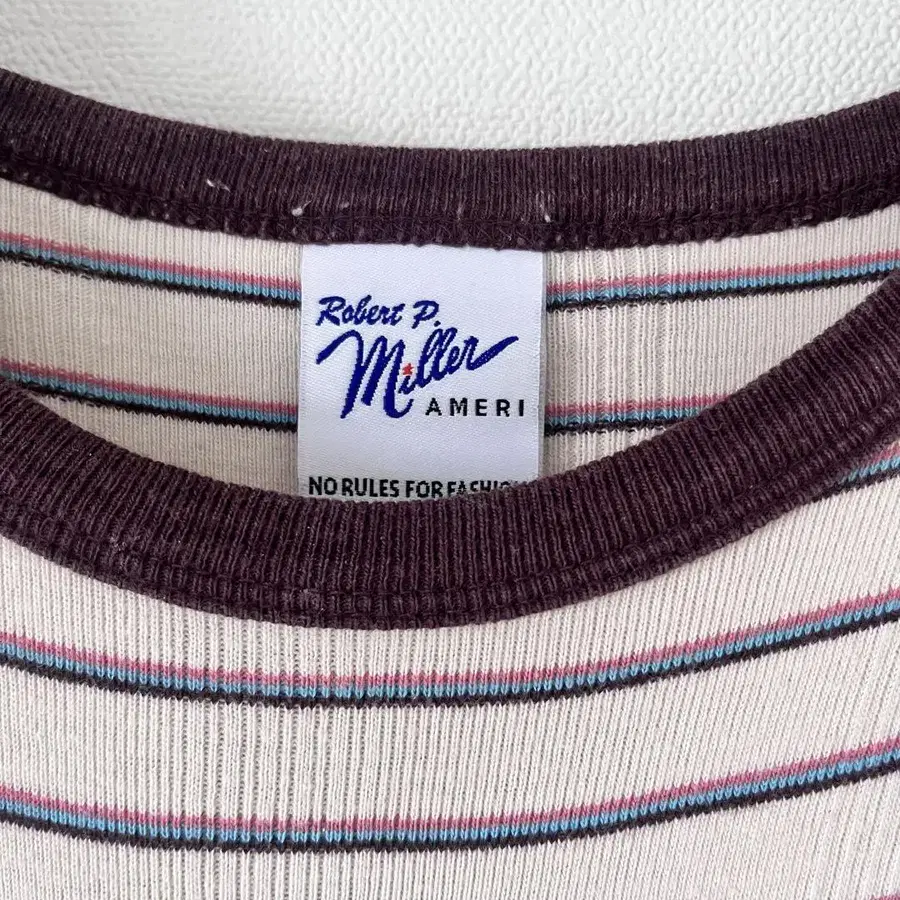 Robert P.
Miller
AMERI
NO RULES FOR FASHIO